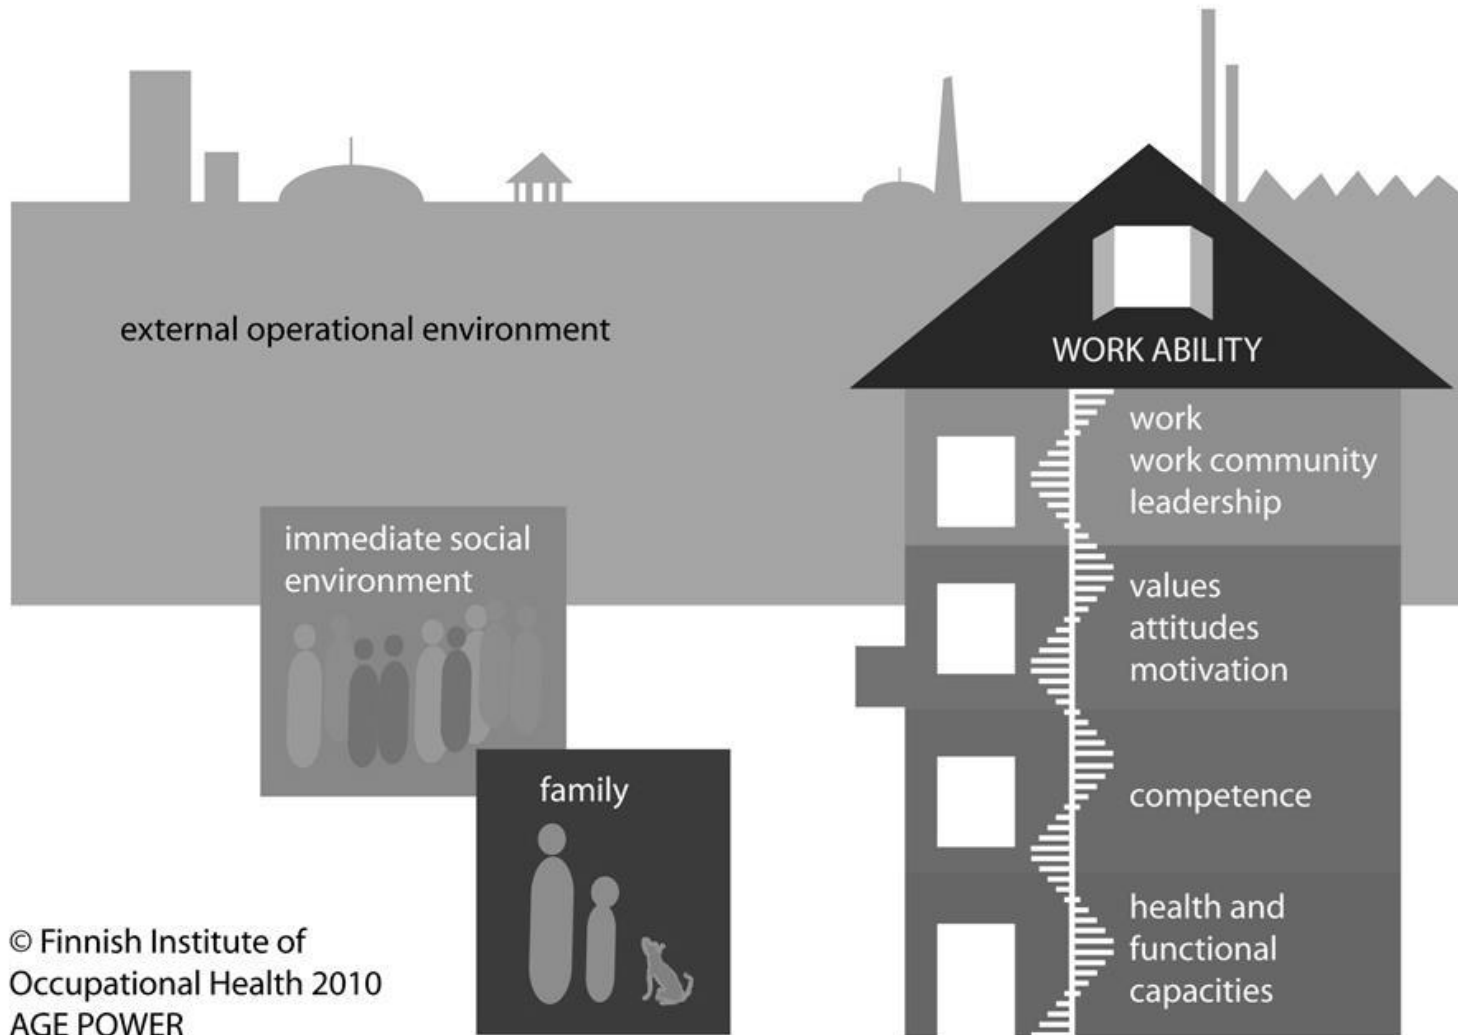 external operational environment
WORK ABILITY
work
work community
leadership
immediate social
environment
values
attitudes
motivation
family
competence
health and
functional
capacities
© Finnish Institute of
Occupational Health 2010
AGE POWER